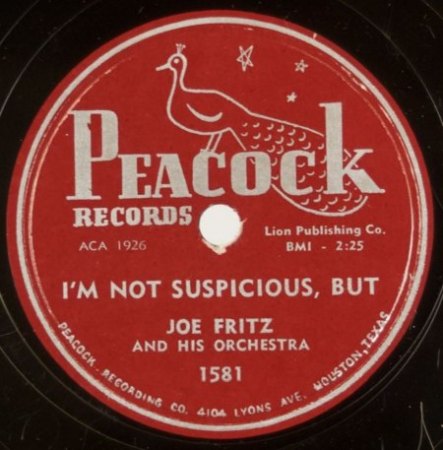 PEACOCK
RECORDS
ACA 1926
Lion Publishing Co.
BMI - 2:25
I'M NOT SUSPICIOUS, BUT
JOE FRITZ
AND HIS ORCHESTRA
1581
PEACOCK RECORDING CO. 4104 LYONS AVE. HOUSTON, TEXAS